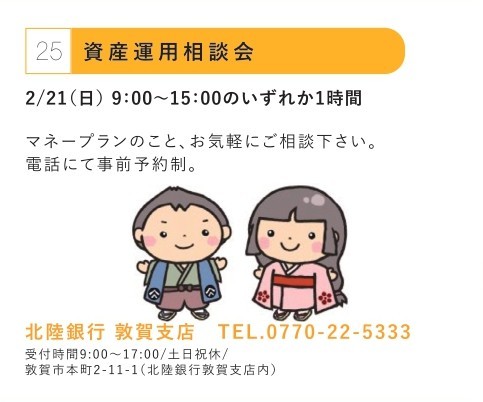 25 資産運用相談会
2/21(日) 9:00~15:00のいずれか1時間
マネープランのこと、お気軽にご相談下さい。
電話にて事前予約制。
北陸銀行 敦賀支店 TEL.0770-22-5333
受付時間9:00~17:00/土日祝休/
敦賀市本町2-11-1(北陸銀行敦賀支店内)